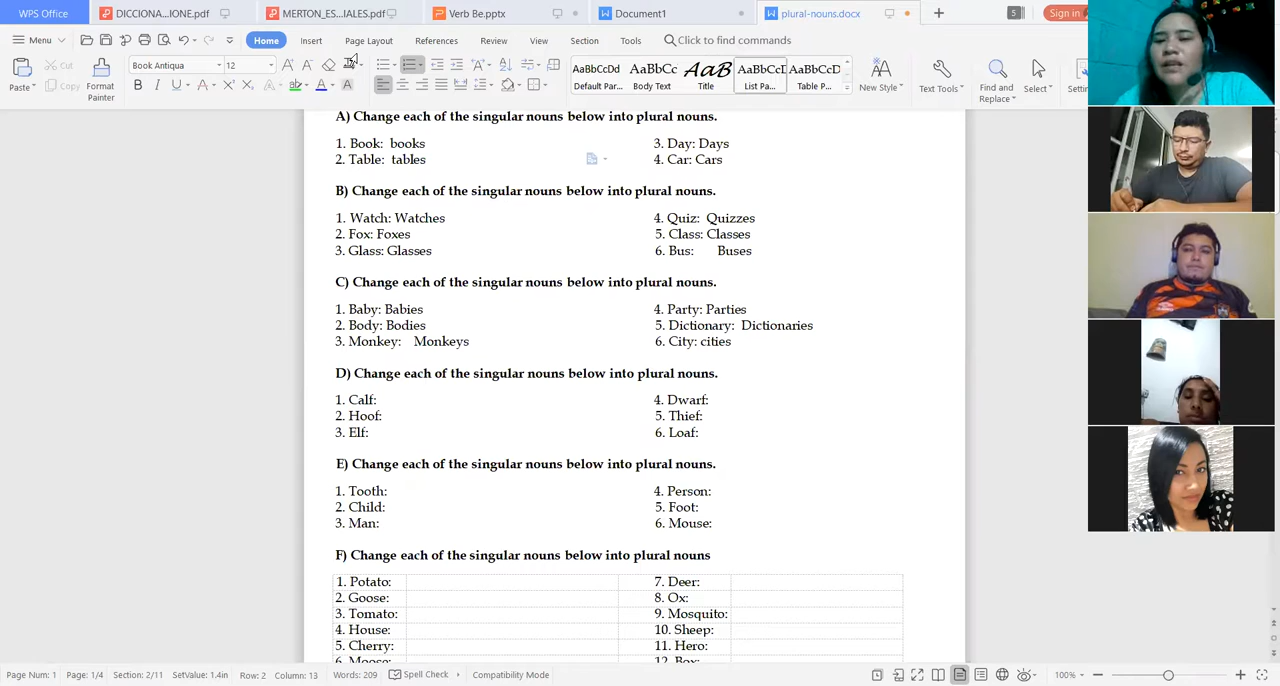 WPS Office DICCIONA...IONE.pdf MERTON_ES...IALES.pdf Verb Be.pptx Document1 plural-nouns.docx + 5 Sign in
Menu Home Insert Page Layout References Review View Section Tools Click to find commands
Paste Cut Copy Format Painter Book Antiqua 12 AaBbCcDd Default Par... AaBbCc Body Text AaB Title AaBbCcD List Pa... AaBbCcD Table P... New Style Text Tools Find and Replace Select
A) Change each of the singular nouns below into plural nouns.
1. Book: books
2. Table: tables
3. Day: Days
4. Car: Cars
B) Change each of the singular nouns below into plural nouns.
1. Watch: Watches
2. Fox: Foxes
3. Glass: Glasses
4. Quiz: Quizzes
5. Class: Classes
6. Bus: Buses
C) Change each of the singular nouns below into plural nouns.
1. Baby: Babies
2. Body: Bodies
3. Monkey: Monkeys
4. Party: Parties
5. Dictionary: Dictionaries
6. City: cities
D) Change each of the singular nouns below into plural nouns.
1. Calf:
2. Hoof:
3. Elf:
4. Dwarf:
5. Thief:
6. Loaf:
E) Change each of the singular nouns below into plural nouns.
1. Tooth:
2. Child:
3. Man:
4. Person:
5. Foot:
6. Mouse:
F) Change each of the singular nouns below into plural nouns
1. Potato:
2. Goose:
3. Tomato:
4. House:
5. Cherry:
6. Moose:
7. Deer:
8. Ox:
9. Mosquito:
10. Sheep:
11. Hero:
12. Box:
Page Num: 1 Page: 1/4 Section: 2/11 SetValue: 1.4in Row: 2 Column: 13 Words: 209 Spell Check Compatibility Mode 100%